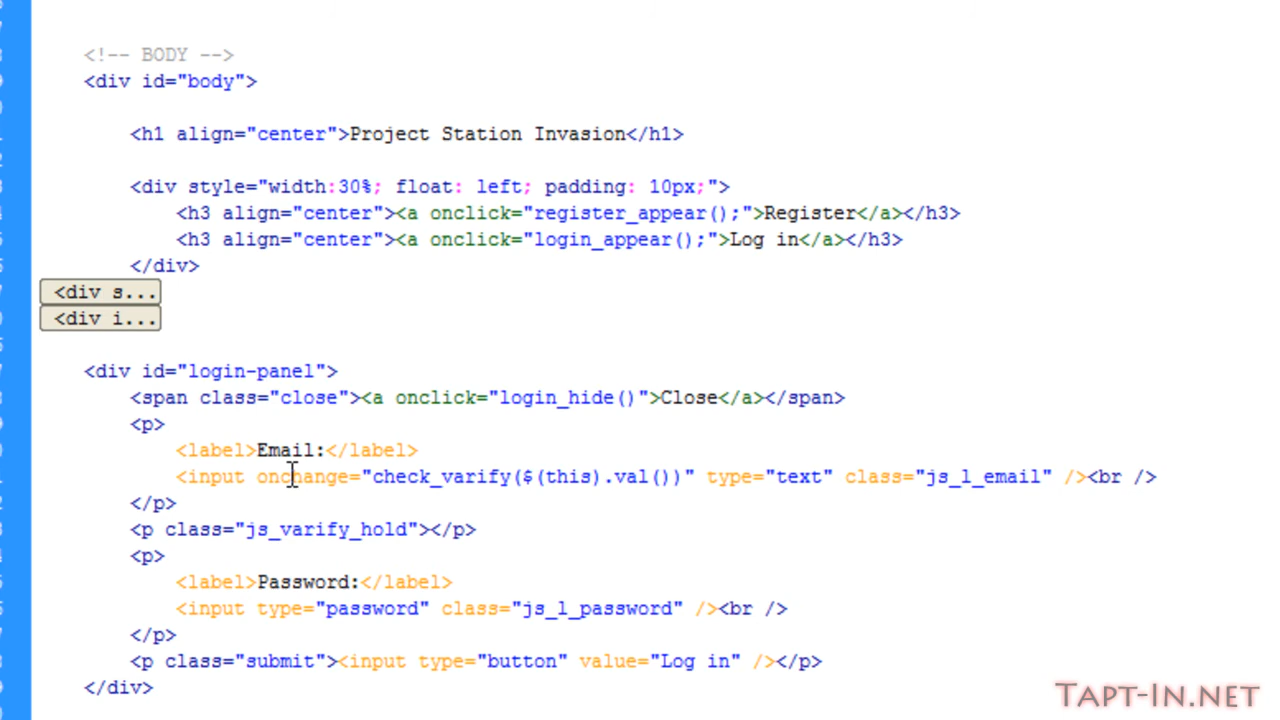 <!-- BODY -->
<div id="body">
<h1 align="center">Project Station Invasion</h1>
<div style="width:30%; float: left; padding: 10px;">
<h3 align="center"><a onclick="register_appear();">Register</a></h3>
<h3 align="center"><a onclick="login_appear();">Log in</a></h3>
</div>
<div s...
<div i...
<div id="login-panel">
<span class="close"><a onclick="login_hide()">Close</a></span>
<p>
<label>Email:</label>
<input onchange="check_varify($(this).val())" type="text" class="js_l_email" /><br />
</p>
<p class="js_varify_hold"></p>
<p>
<label>Password:</label>
<input type="password" class="js_l_password" /><br />
</p>
<p class="submit"><input type="button" value="Log in" /></p>
</div>
TAPT-IN.NET